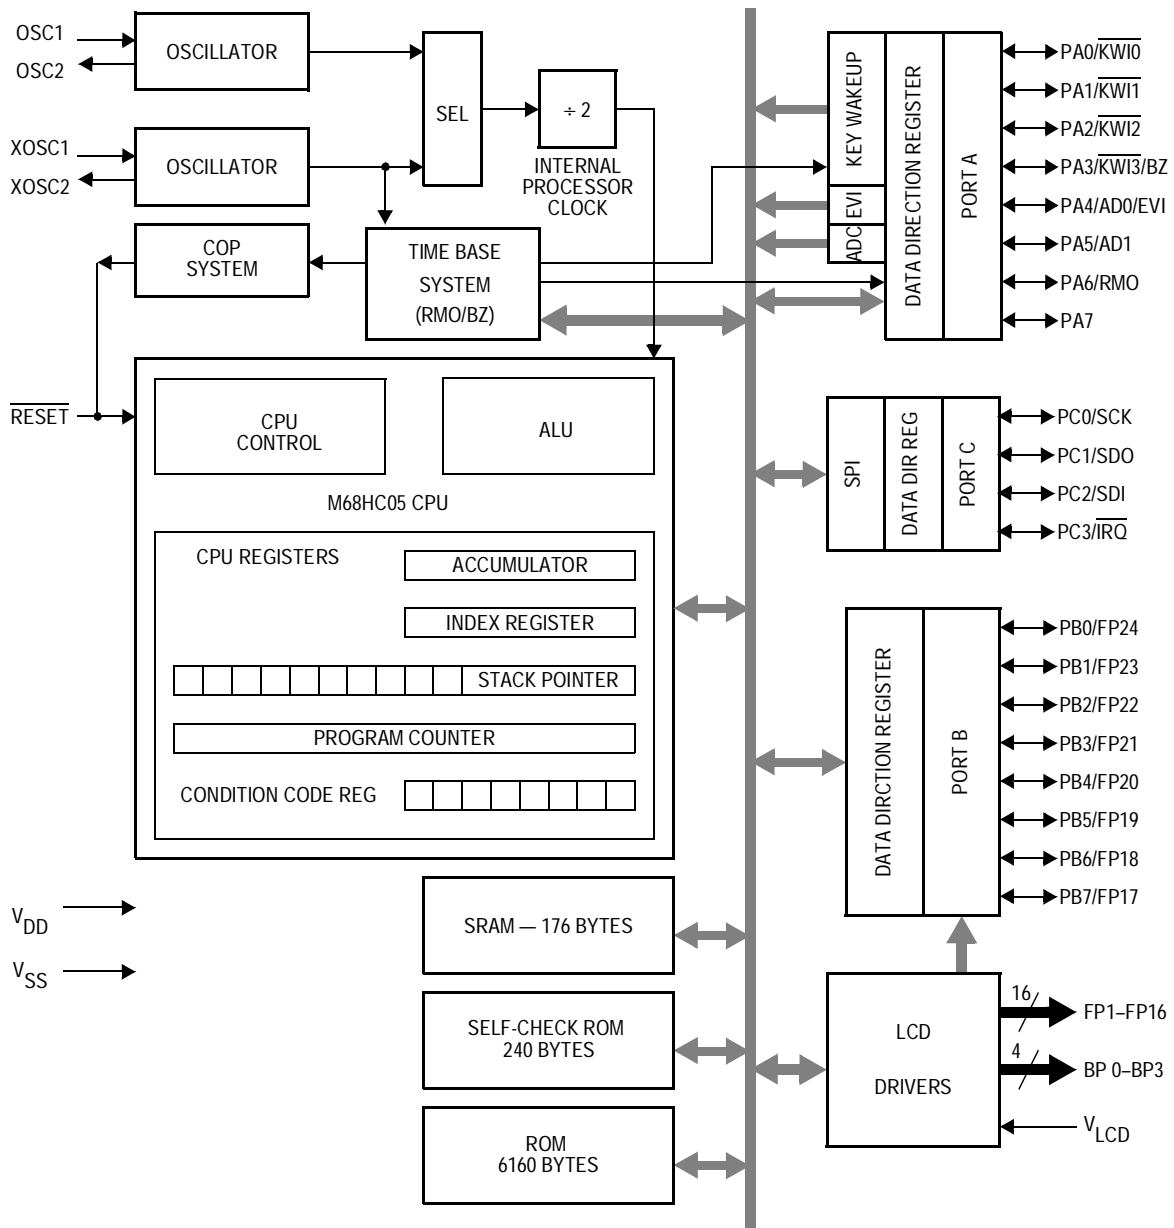 OSC1
OSC2
OSCILLATOR
XOSC1
XOSC2
OSCILLATOR
SEL
÷ 2
INTERNAL
PROCESSOR
CLOCK
COP
SYSTEM
TIME BASE
SYSTEM
(RMO/BZ)
RESET
CPU
CONTROL
ALU
M68HC05 CPU
CPU REGISTERS
ACCUMULATOR
INDEX REGISTER
STACK POINTER
PROGRAM COUNTER
CONDITION CODE REG
VDD
VSS
SRAM — 176 BYTES
SELF-CHECK ROM
240 BYTES
ROM
6160 BYTES
KEY WAKEUP
EVI
ADC
DATA DIRECTION REGISTER
PORT A
PA0/KWI0
PA1/KWI1
PA2/KWI2
PA3/KWI3/BZ
PA4/AD0/EVI
PA5/AD1
PA6/RMO
PA7
SPI
DATA DIR REG
PORT C
PC0/SCK
PC1/SDO
PC2/SDI
PC3/IRQ
DATA DIRCTION REGISTER
PORT B
PB0/FP24
PB1/FP23
PB2/FP22
PB3/FP21
PB4/FP20
PB5/FP19
PB6/FP18
PB7/FP17
LCD
DRIVERS
16
FP1–FP16
4
BP 0–BP3
VLCD